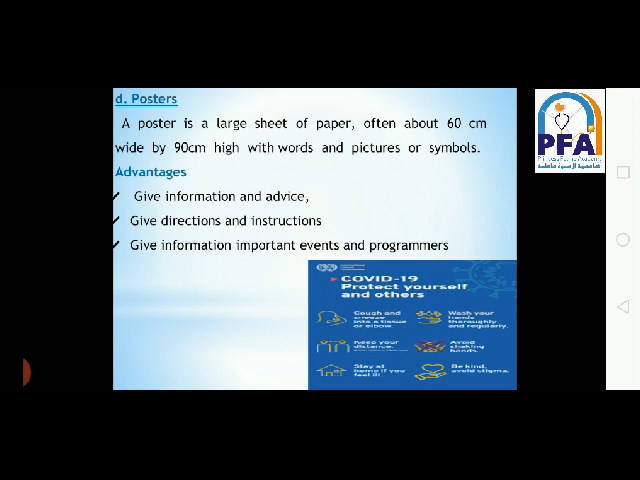 d. Posters
A poster is a large sheet of paper, often about 60 cm
wide by 90cm high with words and pictures or symbols.
Advantages
✓ Give information and advice,
✓ Give directions and instructions
✓ Give information important events and programmers
PFA
COVID-19
Protect yourself
and others
Cough and
sneeze
into a tissue
or elbow.
Wash your
hands
thoroughly
and regularly.
Keep your
distance.
Avoid
shaking
hands.
Stay at
home if you
feel ill.
Be kind,
avoid stigma.